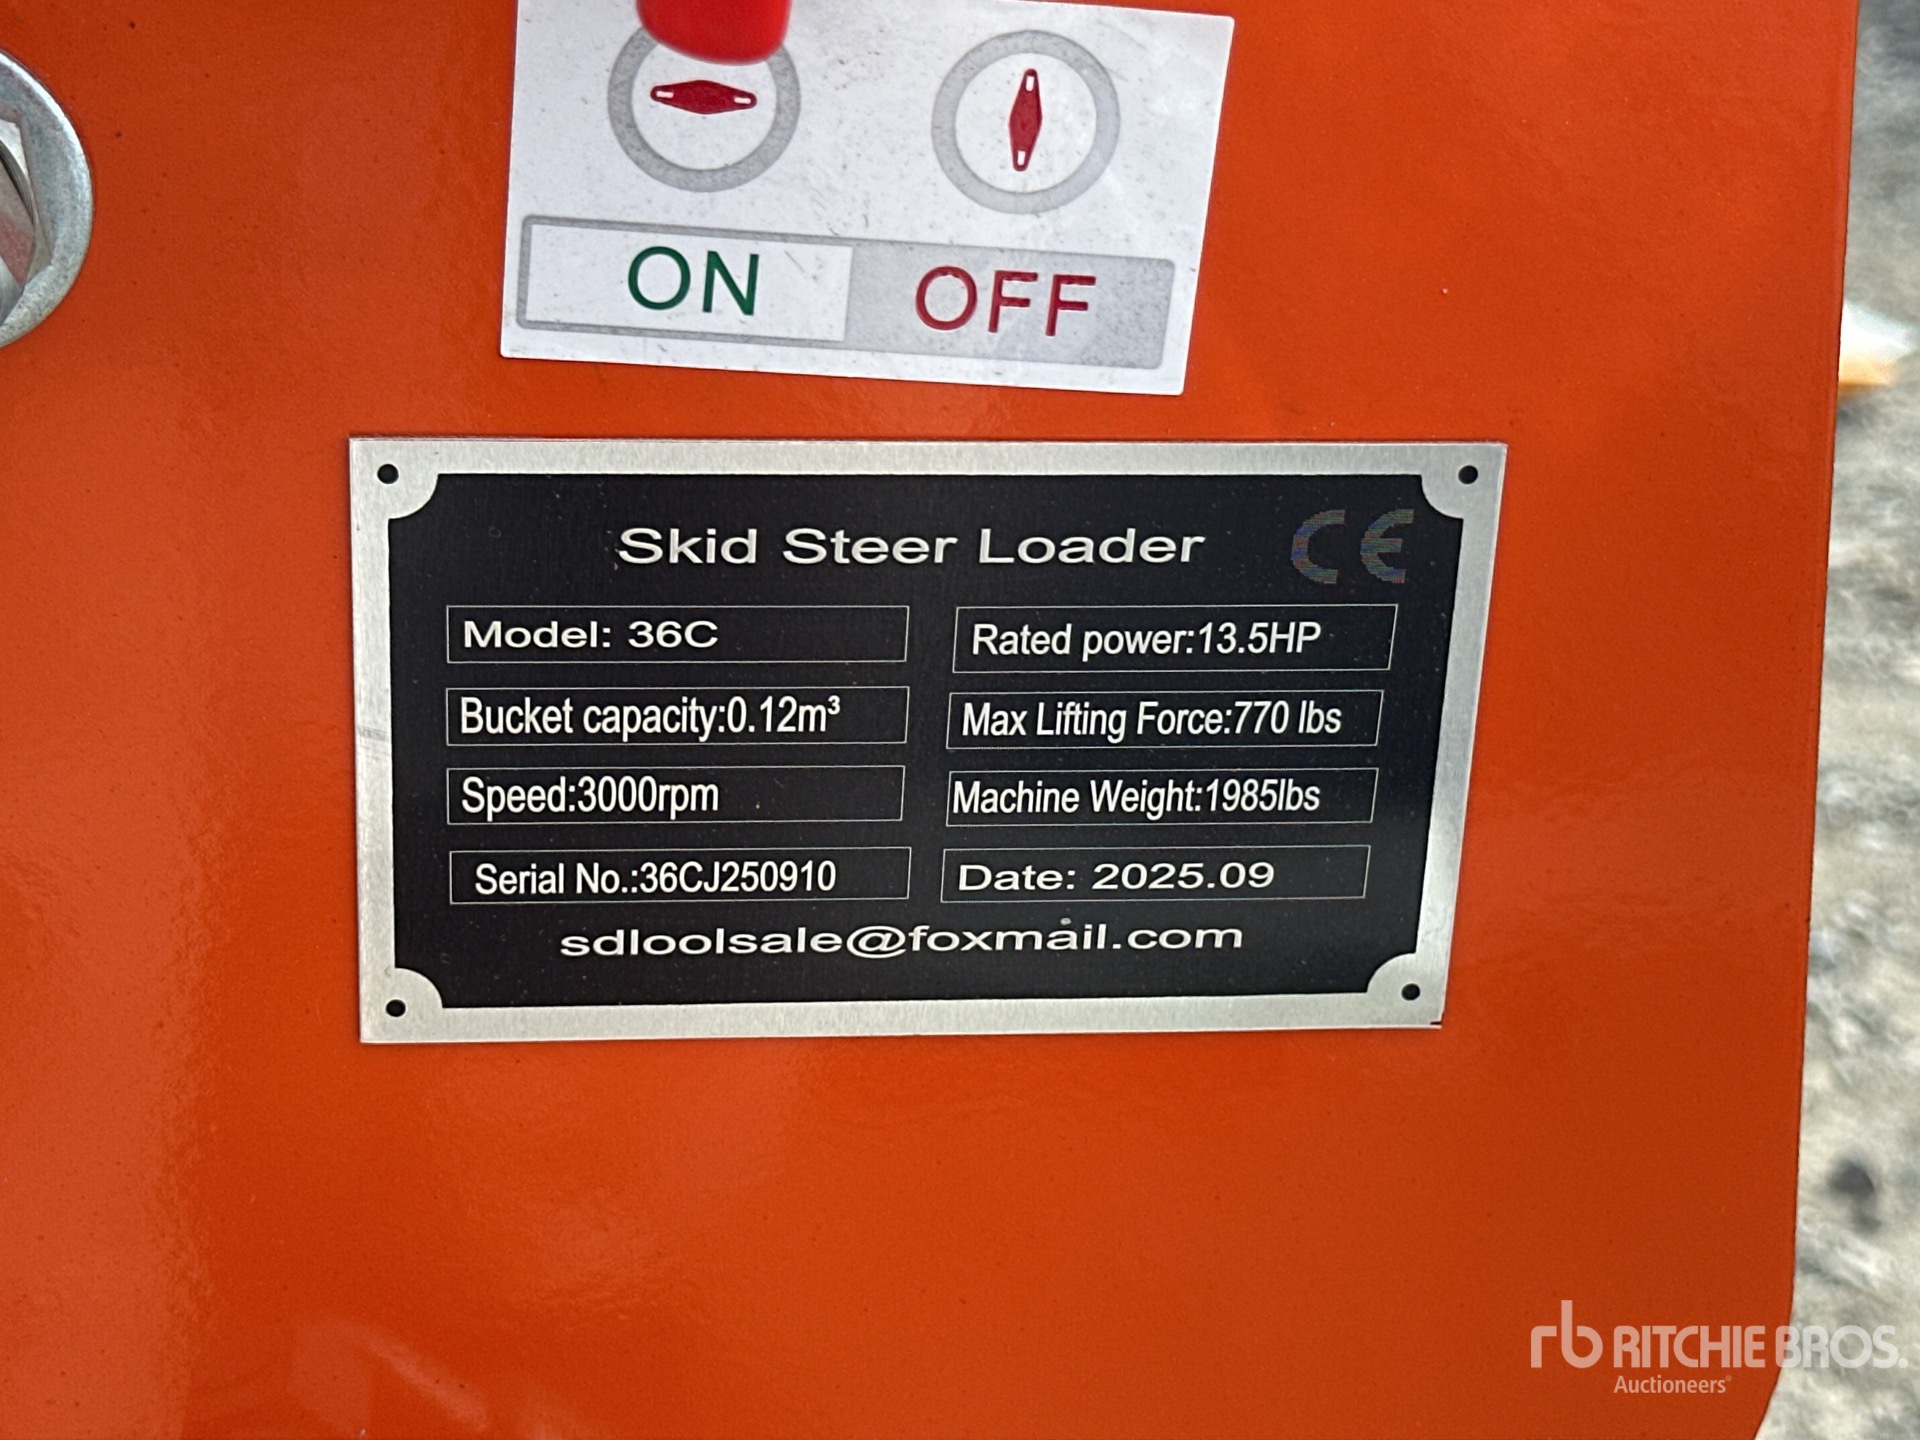 ON OFF
Skid Steer Loader CE
Model: 36C
Rated power:13.5HP
Bucket capacity:0.12m³
Max Lifting Force:770 lbs
Speed:3000rpm
Machine Weight:1985lbs
Serial No.:36CJ250910
Date: 2025.09
sdloolsale@foxmail.com
rb RITCHIE BROS.
Auctioneers